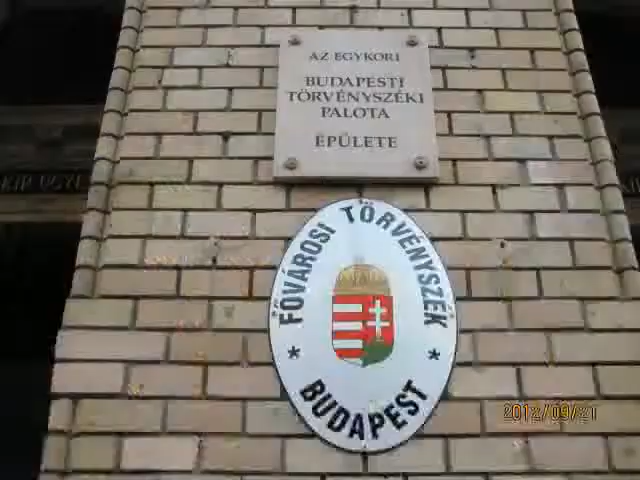 AZ EGYKORI
BUDAPESTI
TÖRVÉNYSZÉKI
PALOTA
ÉPÜLETE
* FŐVÁROSI TÖRVÉNYSZÉK *
BUDAPEST
2012/09/21